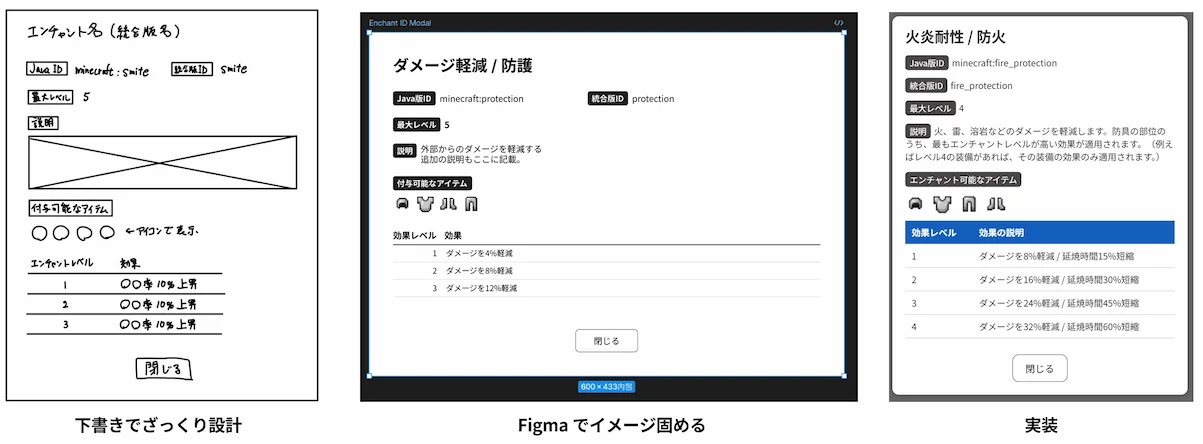 エンチャント名(統合版名)
Java ID minecraft:smite 統合版ID smite
最大レベル 5
説明
付与可能なアイテム
←アイコンで表示
エンチャントレベル 効果
1 〇〇率10%上昇
2 〇〇率10%上昇
3 〇〇率10%上昇
閉じる
下書きでざっくり設計
Enchant ID Modal
ダメージ軽減 / 防護
Java版ID minecraft:protection 統合版ID protection
最大レベル 5
説明 外部からのダメージを軽減する
追加の説明もここに記載。
付与可能なアイテム
効果レベル 効果
1 ダメージを4%軽減
2 ダメージを8%軽減
3 ダメージを12%軽減
閉じる
600 × 433内包
Figma でイメージ固める
火炎耐性 / 防火
Java版ID minecraft:fire_protection
統合版ID fire_protection
最大レベル 4
説明 火、雷、溶岩などのダメージを軽減します。防具の部位の
うち、最もエンチャントレベルが高い効果が適用されます。(例え
ばレベル4の装備があれば、その装備の効果のみ適用されます。)
エンチャント可能なアイテム
効果レベル 効果の説明
1 ダメージを8%軽減 / 延焼時間15%短縮
2 ダメージを16%軽減 / 延焼時間30%短縮
3 ダメージを24%軽減 / 延焼時間45%短縮
4 ダメージを32%軽減 / 延焼時間60%短縮
閉じる
実装